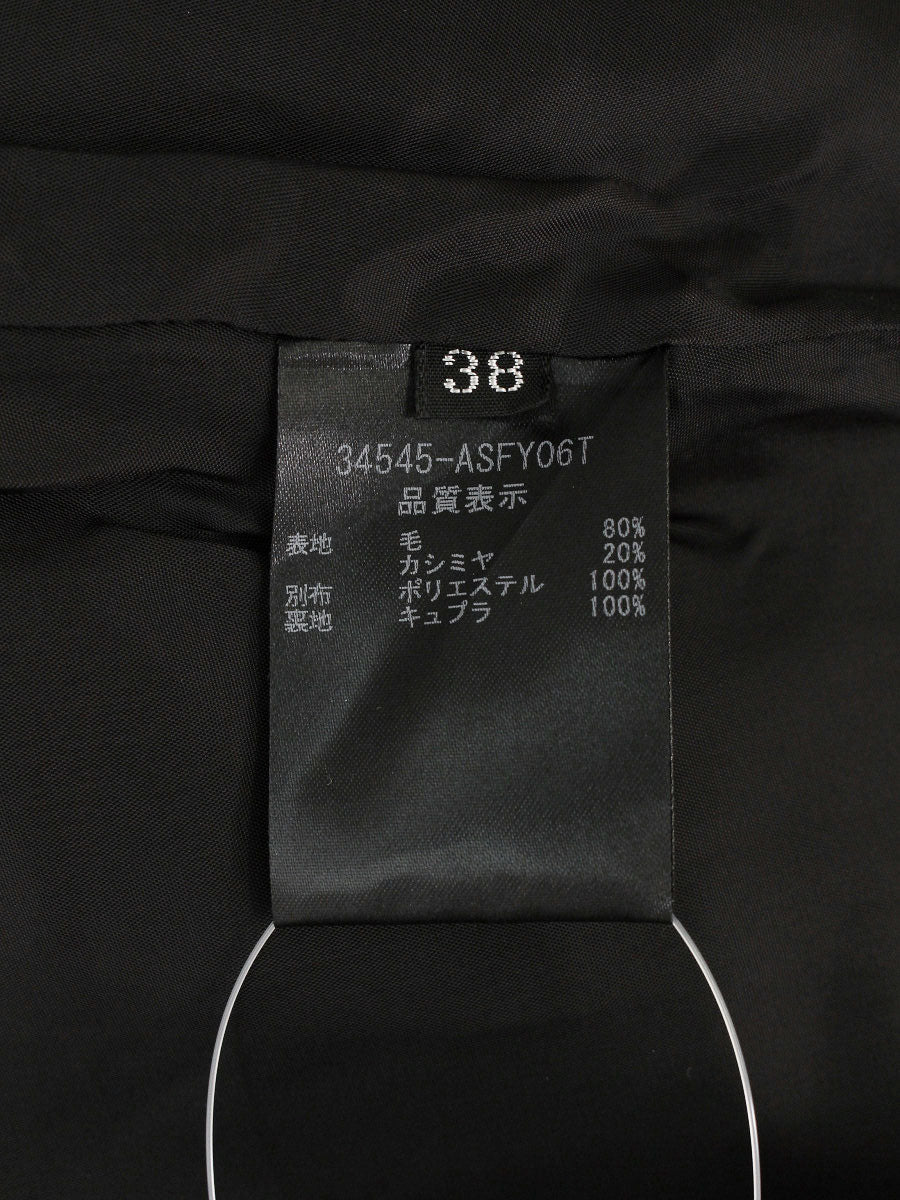 38
34545-ASFY06T
品質表示
表地 毛 80%
カシミヤ 20%
別布 ポリエステル 100%
裏地 キュプラ 100%